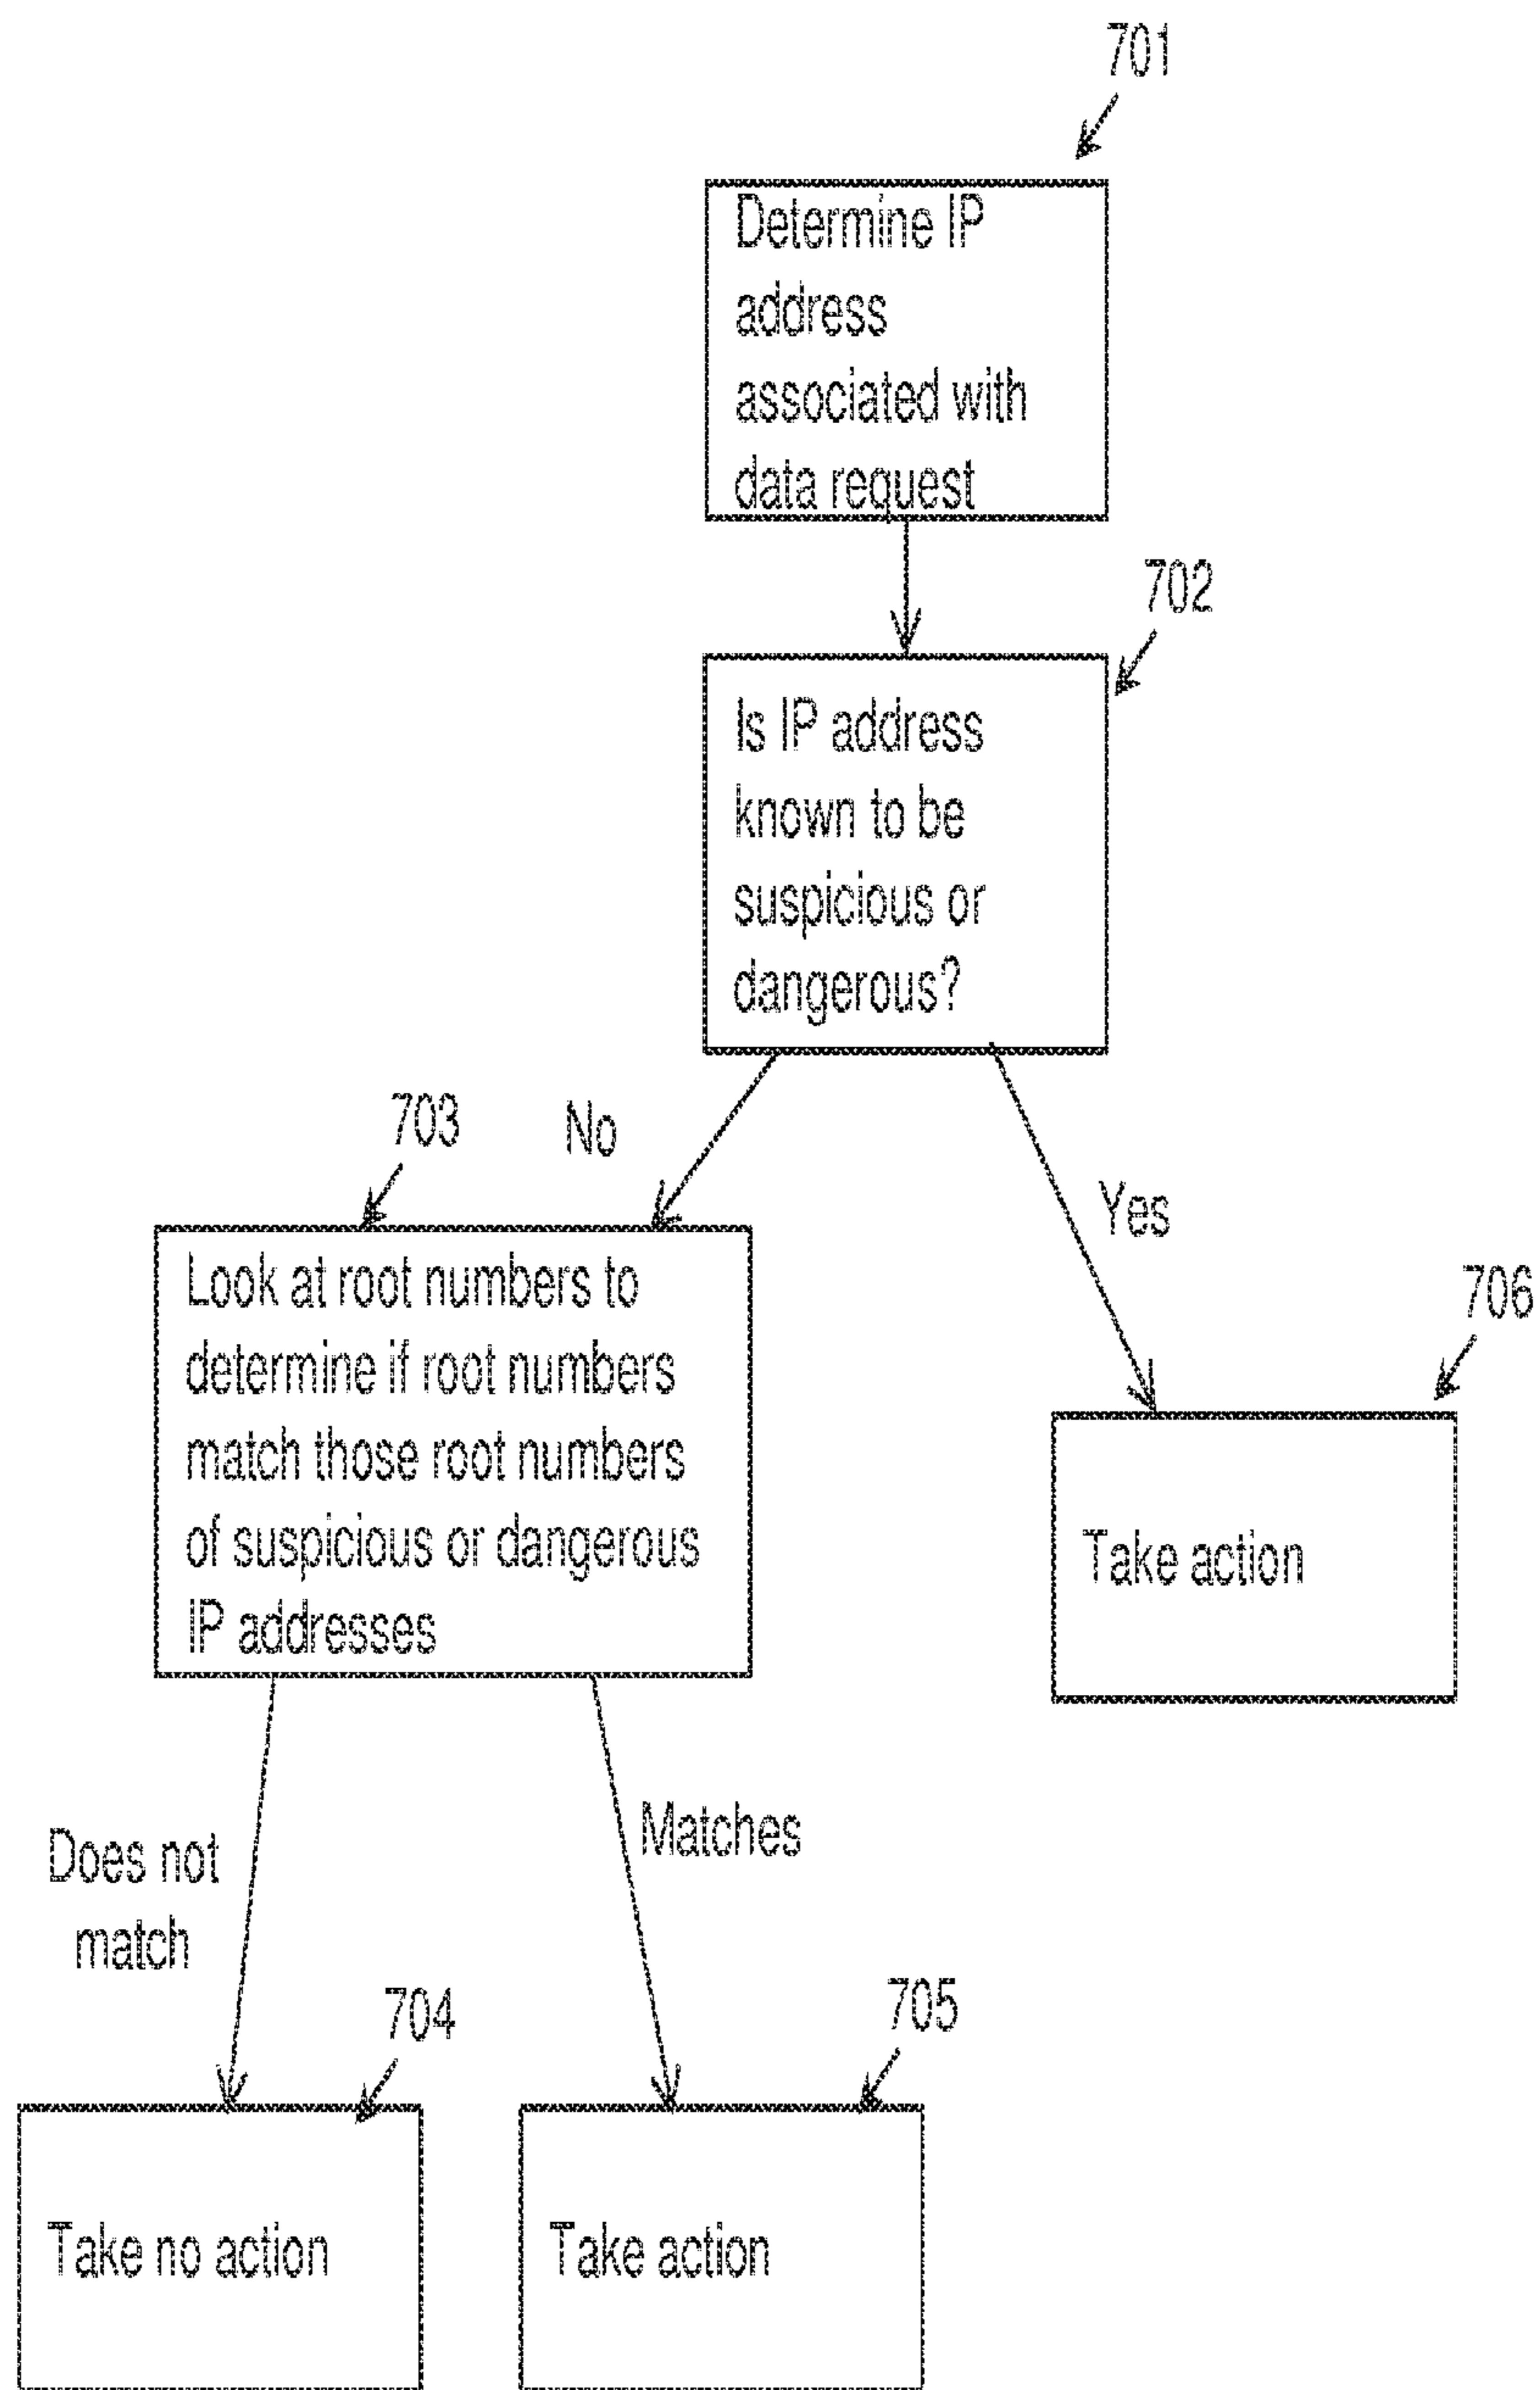 701
Determine IP
address
associated with
data request
702
Is IP address
known to be
suspicious or
dangerous?
703
No
Yes
Look at root numbers to
determine if root numbers
match those root numbers
of suspicious or dangerous
IP addresses
706
Take action
Does not
match
Matches
704
705
Take no action
Take action